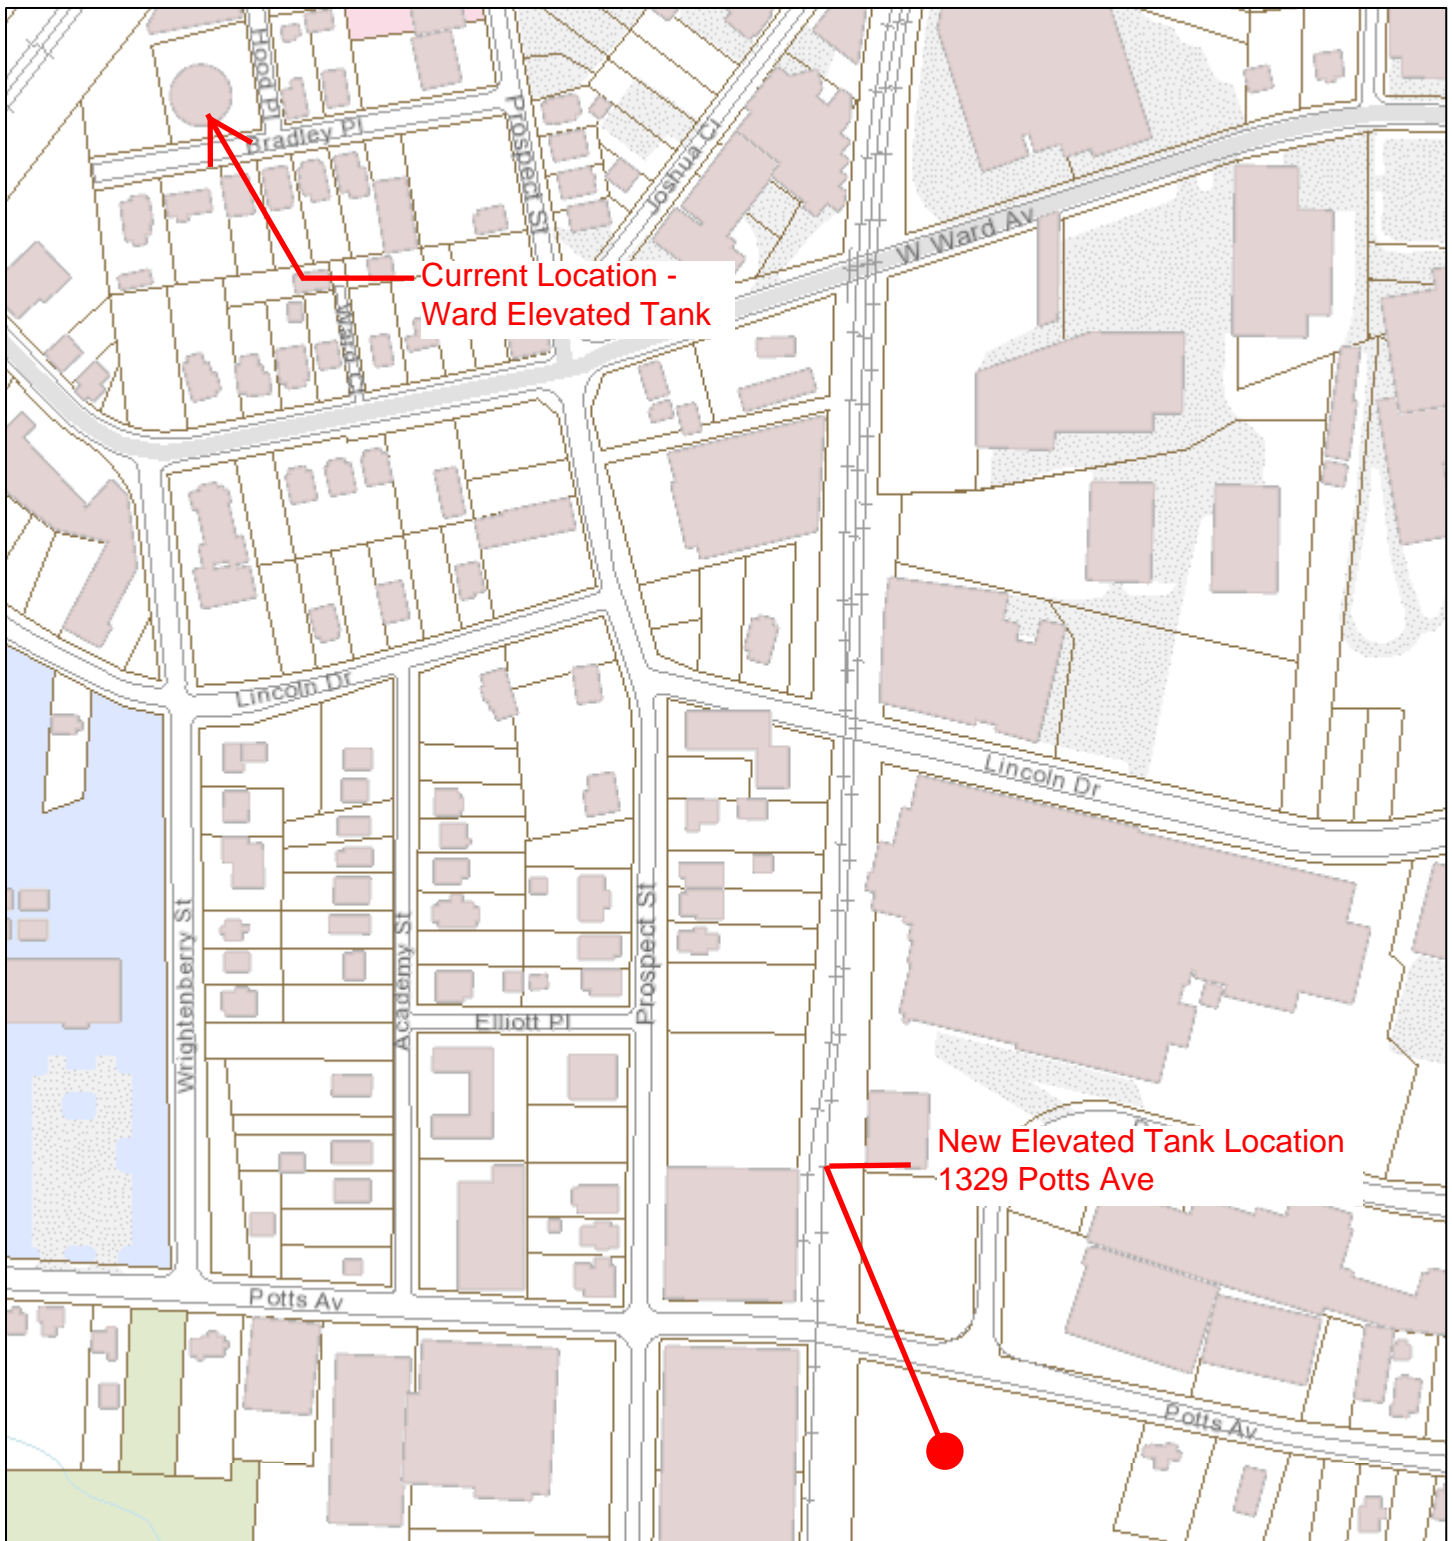 Hood Pl
Bradley Pl
Prospect St
Joshua Ct
W Ward Av
Current Location -
Ward Elevated Tank
Ward Ct
Lincoln Dr
Lincoln Dr
Wrightenberry St
Academy St
Prospect St
Elliott Pl
New Elevated Tank Location
1329 Potts Ave
Potts Av
Potts Av